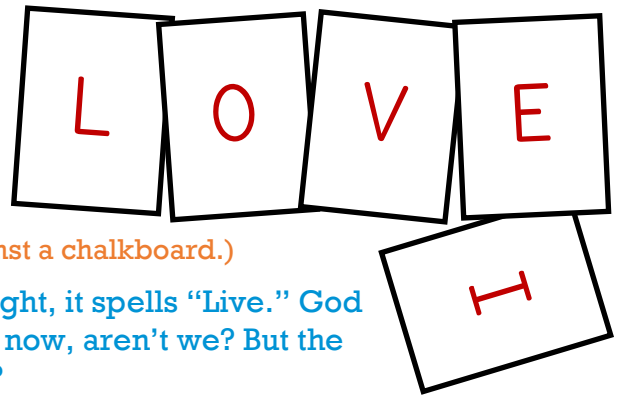 L O V E
I
nst a chalkboard.)
ght, it spells “Live.” God
now, aren’t we? But the
?